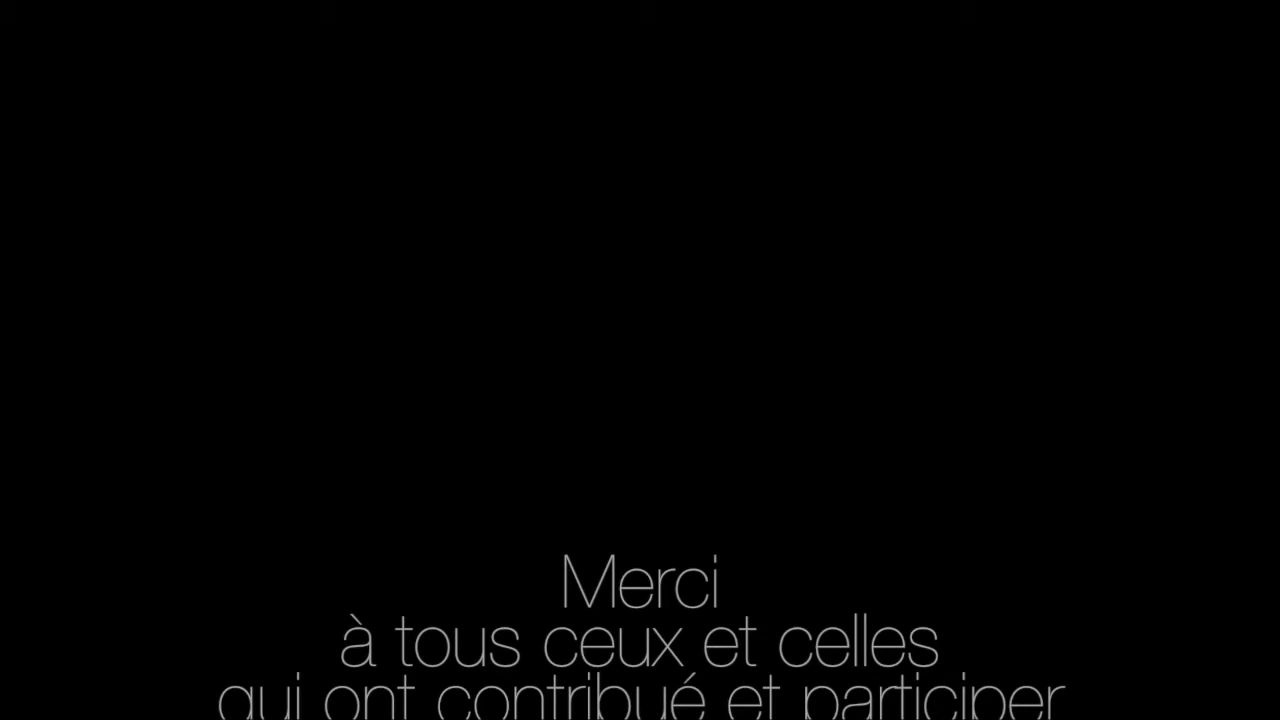 Merci
à tous ceux et celles
qui ont contribué et participer